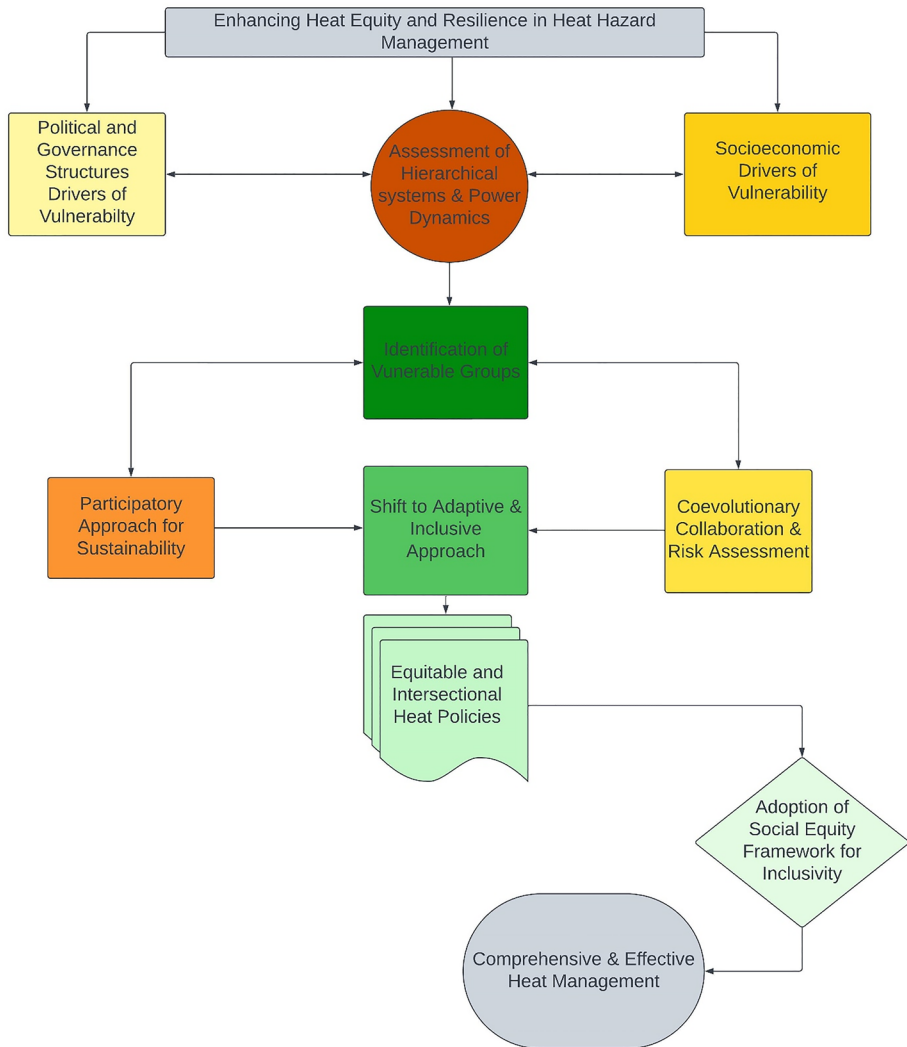 Enhancing Heat Equity and Resilience in Heat Hazard
Management
Political and
Governance
Structures
Drivers of
Vulnerabilty
Assessment of
Hierarchical
systems & Power
Dynamics
Socioeconomic
Drivers of
Vulnerability
Identification of
Vunerable Groups
Participatory
Approach for
Sustainability
Shift to Adaptive &
Inclusive
Approach
Coevolutionary
Collaboration &
Risk Assessment
Equitable and
Intersectional
Heat Policies
Adoption of
Social Equity
Framework for
Inclusivity
Comprehensive & Effective
Heat Management